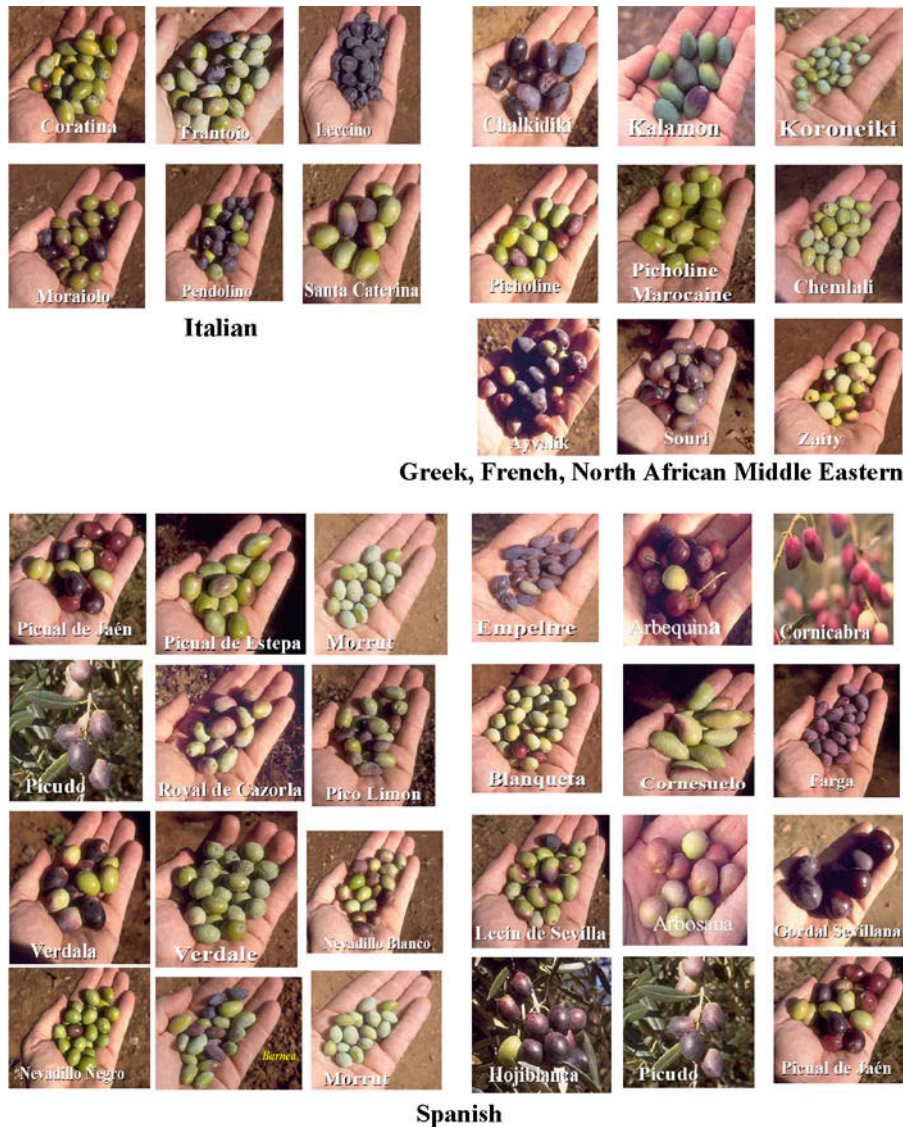 Coratina
Frantoio
Leccino
Chalkidiki
Kalamon
Koroneiki
Moraiolo
Pendolino
Santa Caterina
Picholine
Picholine
Marocaine
Chemlali
Italian
Ayvalik
Souri
Zaity
Greek, French, North African Middle Eastern
Picual de Jaén
Picual de Estepa
Morrut
Empeltre
Arbequina
Cornicabra
Picudo
Royal de Cazorla
Pico Limon
Blanqueta
Cornesuelo
Farga
Verdala
Verdale
Nevadillo Blanco
Lecin de Sevilla
Arbosana
Gordal Sevillana
Nevadillo Negro
Barnea
Morrut
Hojiblanca
Picudo
Picual de Jaén
Spanish